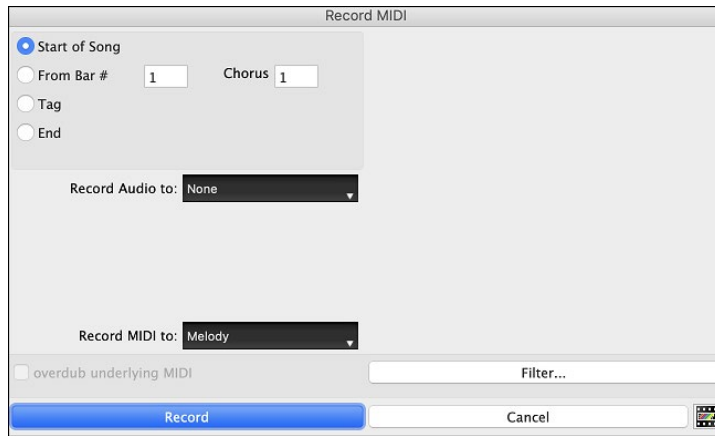 Record MIDI
Start of Song
From Bar # 1 Chorus 1
Tag
End
Record Audio to: None
Record MIDI to: Melody
overdub underlying MIDI Filter...
Record Cancel